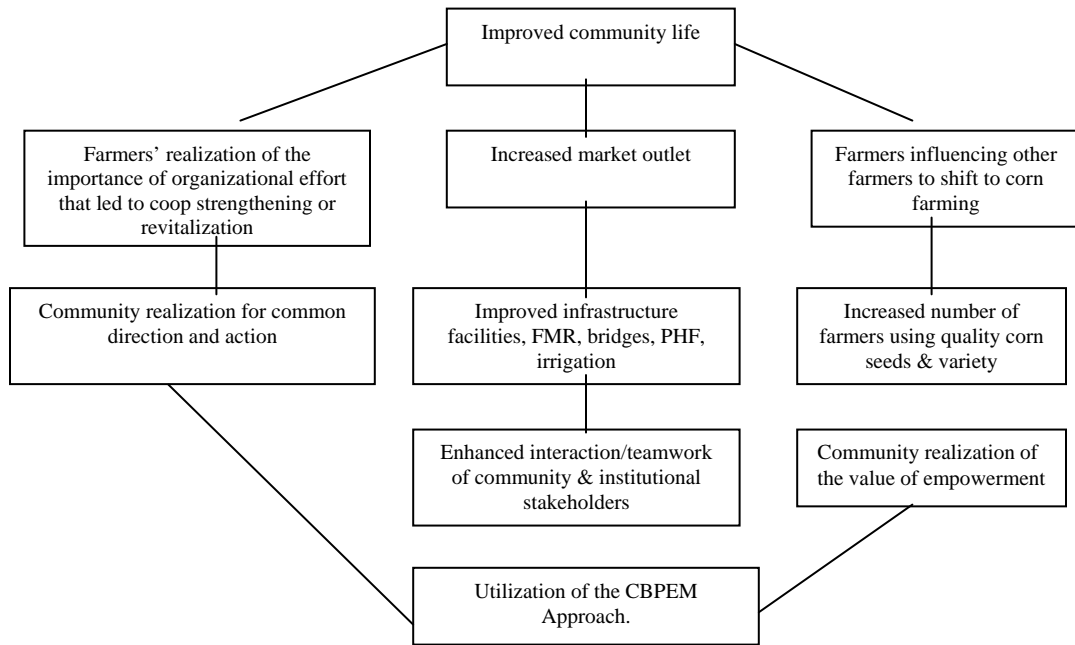 Improved community life
Farmers’ realization of the
importance of organizational effort
that led to coop strengthening or
revitalization
Increased market outlet
Farmers influencing other
farmers to shift to corn
farming
Community realization for common
direction and action
Improved infrastructure
facilities, FMR, bridges, PHF,
irrigation
Increased number of
farmers using quality corn
seeds & variety
Enhanced interaction/teamwork
of community & institutional
stakeholders
Community realization of
the value of empowerment
Utilization of the CBPEM
Approach.